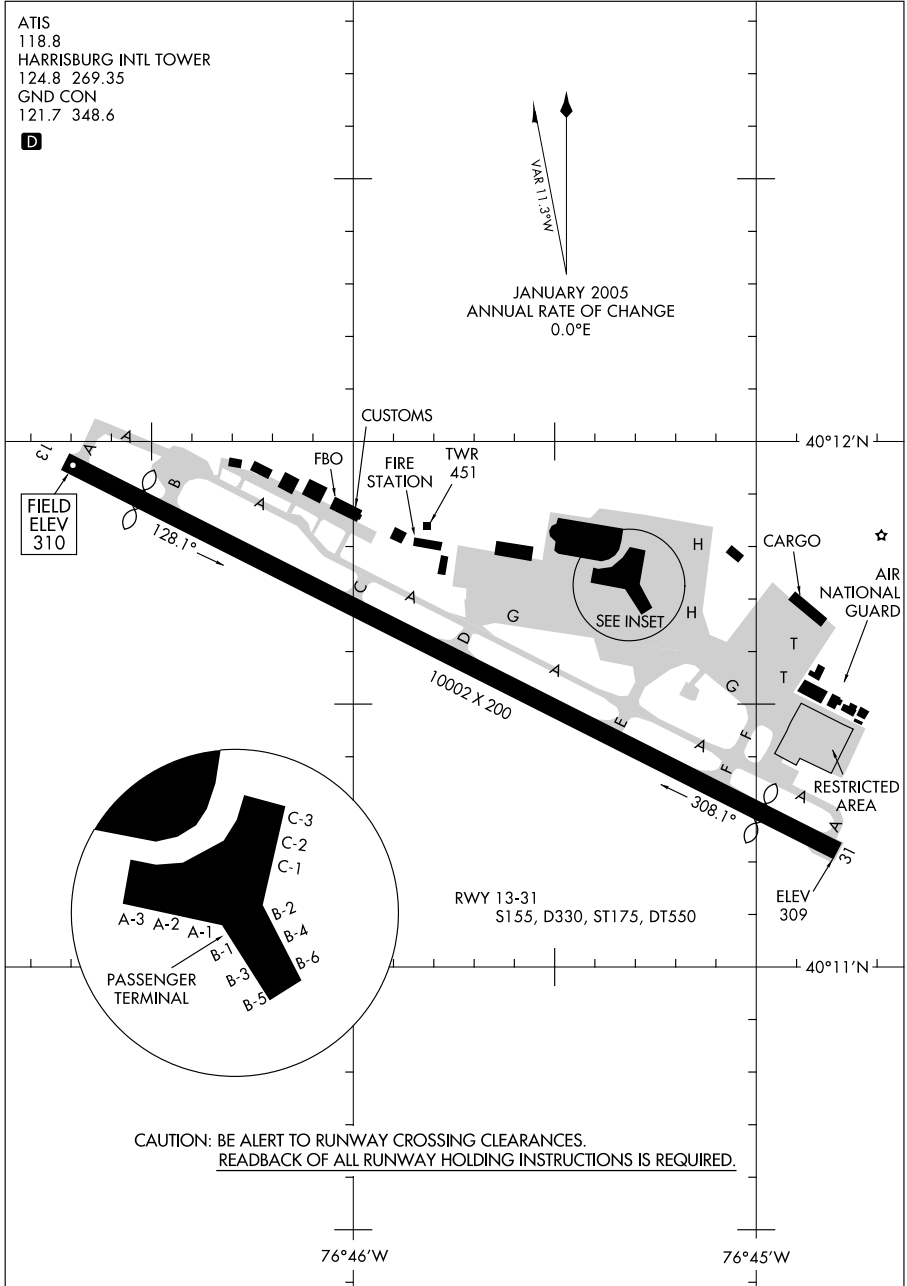 ATIS
118.8
HARRISBURG INTL TOWER
124.8 269.35
GND CON
121.7 348.6
D
VAR 11.3°W
JANUARY 2005
ANNUAL RATE OF CHANGE
0.0°E
CUSTOMS
40°12'N
13
A
A
FBO
FIRE
STATION
TWR
451
B
A
FIELD
ELEV
310
128.1°
H
CARGO
AIR
NATIONAL
GUARD
C
A
G
SEE INSET
H
D
T
A
T
G
10002 X 200
E
A
F
F
RESTRICTED
AREA
308.1°
A
A
31
ELEV
309
RWY 13-31
S155, D330, ST175, DT550
C-3
C-2
C-1
A-3
A-2
A-1
B-2
B-4
B-6
B-1
B-3
B-5
PASSENGER
TERMINAL
40°11'N
CAUTION: BE ALERT TO RUNWAY CROSSING CLEARANCES.
READBACK OF ALL RUNWAY HOLDING INSTRUCTIONS IS REQUIRED.
76°46'W
76°45'W